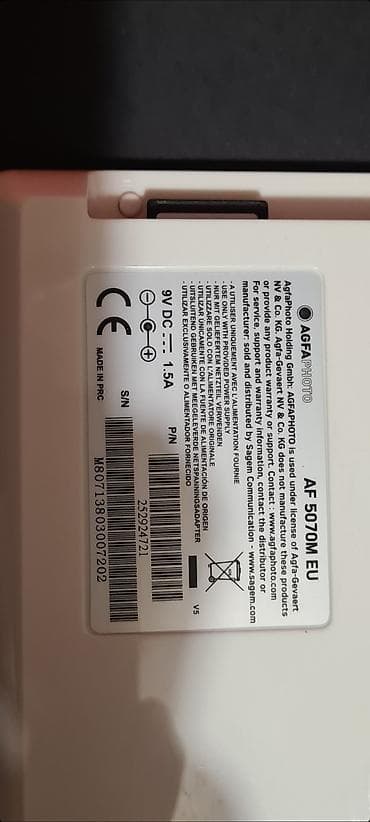 AGFAPHOTO
AF 5070M EU
AgfaPhoto Holding Gmbh. AGFAPHOTO is used under license of Agfa-Gevaert
NV & Co. KG. Agfa-Gevaert NV & Co. KG does not manufacture these products
or provide any product warranty or support. Contact : www.agfaphoto.com
For service, support and warranty information, contact the distributor or
manufacturer: sold and distributed by Sagem Communication - www.sagem.com
- A UTILISER UNIQUEMENT AVEC L'ALIMENTATION FOURNIE
- USE ONLY WITH PROVIDED POWER SUPPLY
- NUR MIT GELIEFERTEM NETZTEIL VERWENDEN
- UTILIZZARE SOLO CON ALIMENTATORE ORIGINALE
- UTILIZAR ÚNICAMENTE CON LA FUENTE DE ALIMENTACIÓN DE ORIGEN
- UITSLUITEND GEBRUIKEN MET MEEGELEVERDE NETSPANNINGSADAPTER
- UTILIZAR EXCLUSIVAMENTE O ALIMENTADOR FORNECIDO
V5
9V DC 1.5A
P/N
252924721
CE
MADE IN PRC
S/N
M80713803007202